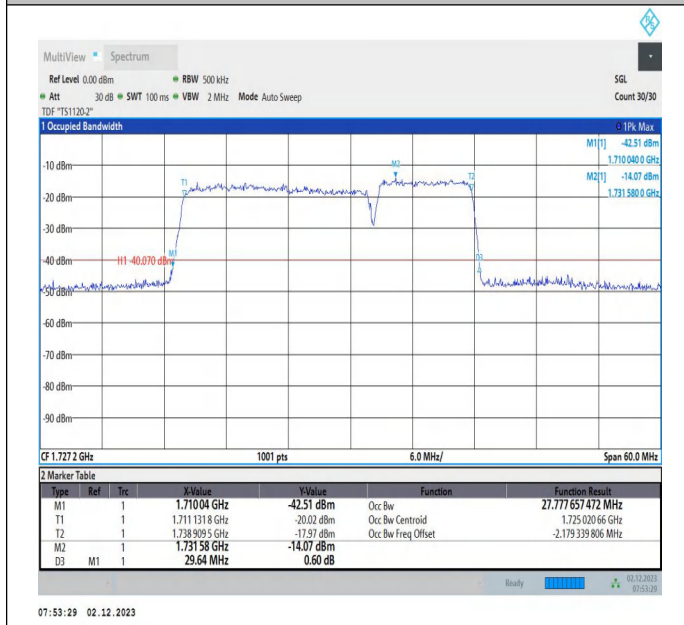 MultiView Spectrum
Ref Level 0.00 dBm RBW 500 kHz SGL
Att 30 dB SWT 100 ms VBW 2 MHz Mode Auto Sweep Count 30/30
TDF "TS1120-2"
1 Occupied Bandwidth 1Pk Max
M1[1] -42.51 dBm
1.710 040 0 GHz
M2[1] -14.07 dBm
1.731 580 0 GHz
-10 dBm
M2
T1
T2
-20 dBm
-30 dBm
M1
D3
-40 dBm
H1 -40.070 dBm
-50 dBm
-60 dBm
-70 dBm
-80 dBm
-90 dBm
CF 1.727 2 GHz 1001 pts 6.0 MHz/ Span 60.0 MHz
2 Marker Table
Type Ref Trc X-Value Y-Value Function Function Result
M1 1 1.710 04 GHz -42.51 dBm Occ Bw 27.777 657 472 MHz
T1 1 1.711 131 8 GHz -20.02 dBm Occ Bw Centroid 1.725 020 66 GHz
T2 1 1.738 909 5 GHz -17.97 dBm Occ Bw Freq Offset -2.179 339 806 MHz
M2 1 1.731 58 GHz -14.07 dBm
D3 M1 1 29.64 MHz 0.60 dB
Ready 02.12.2023
07:53:29
07:53:29 02.12.2023